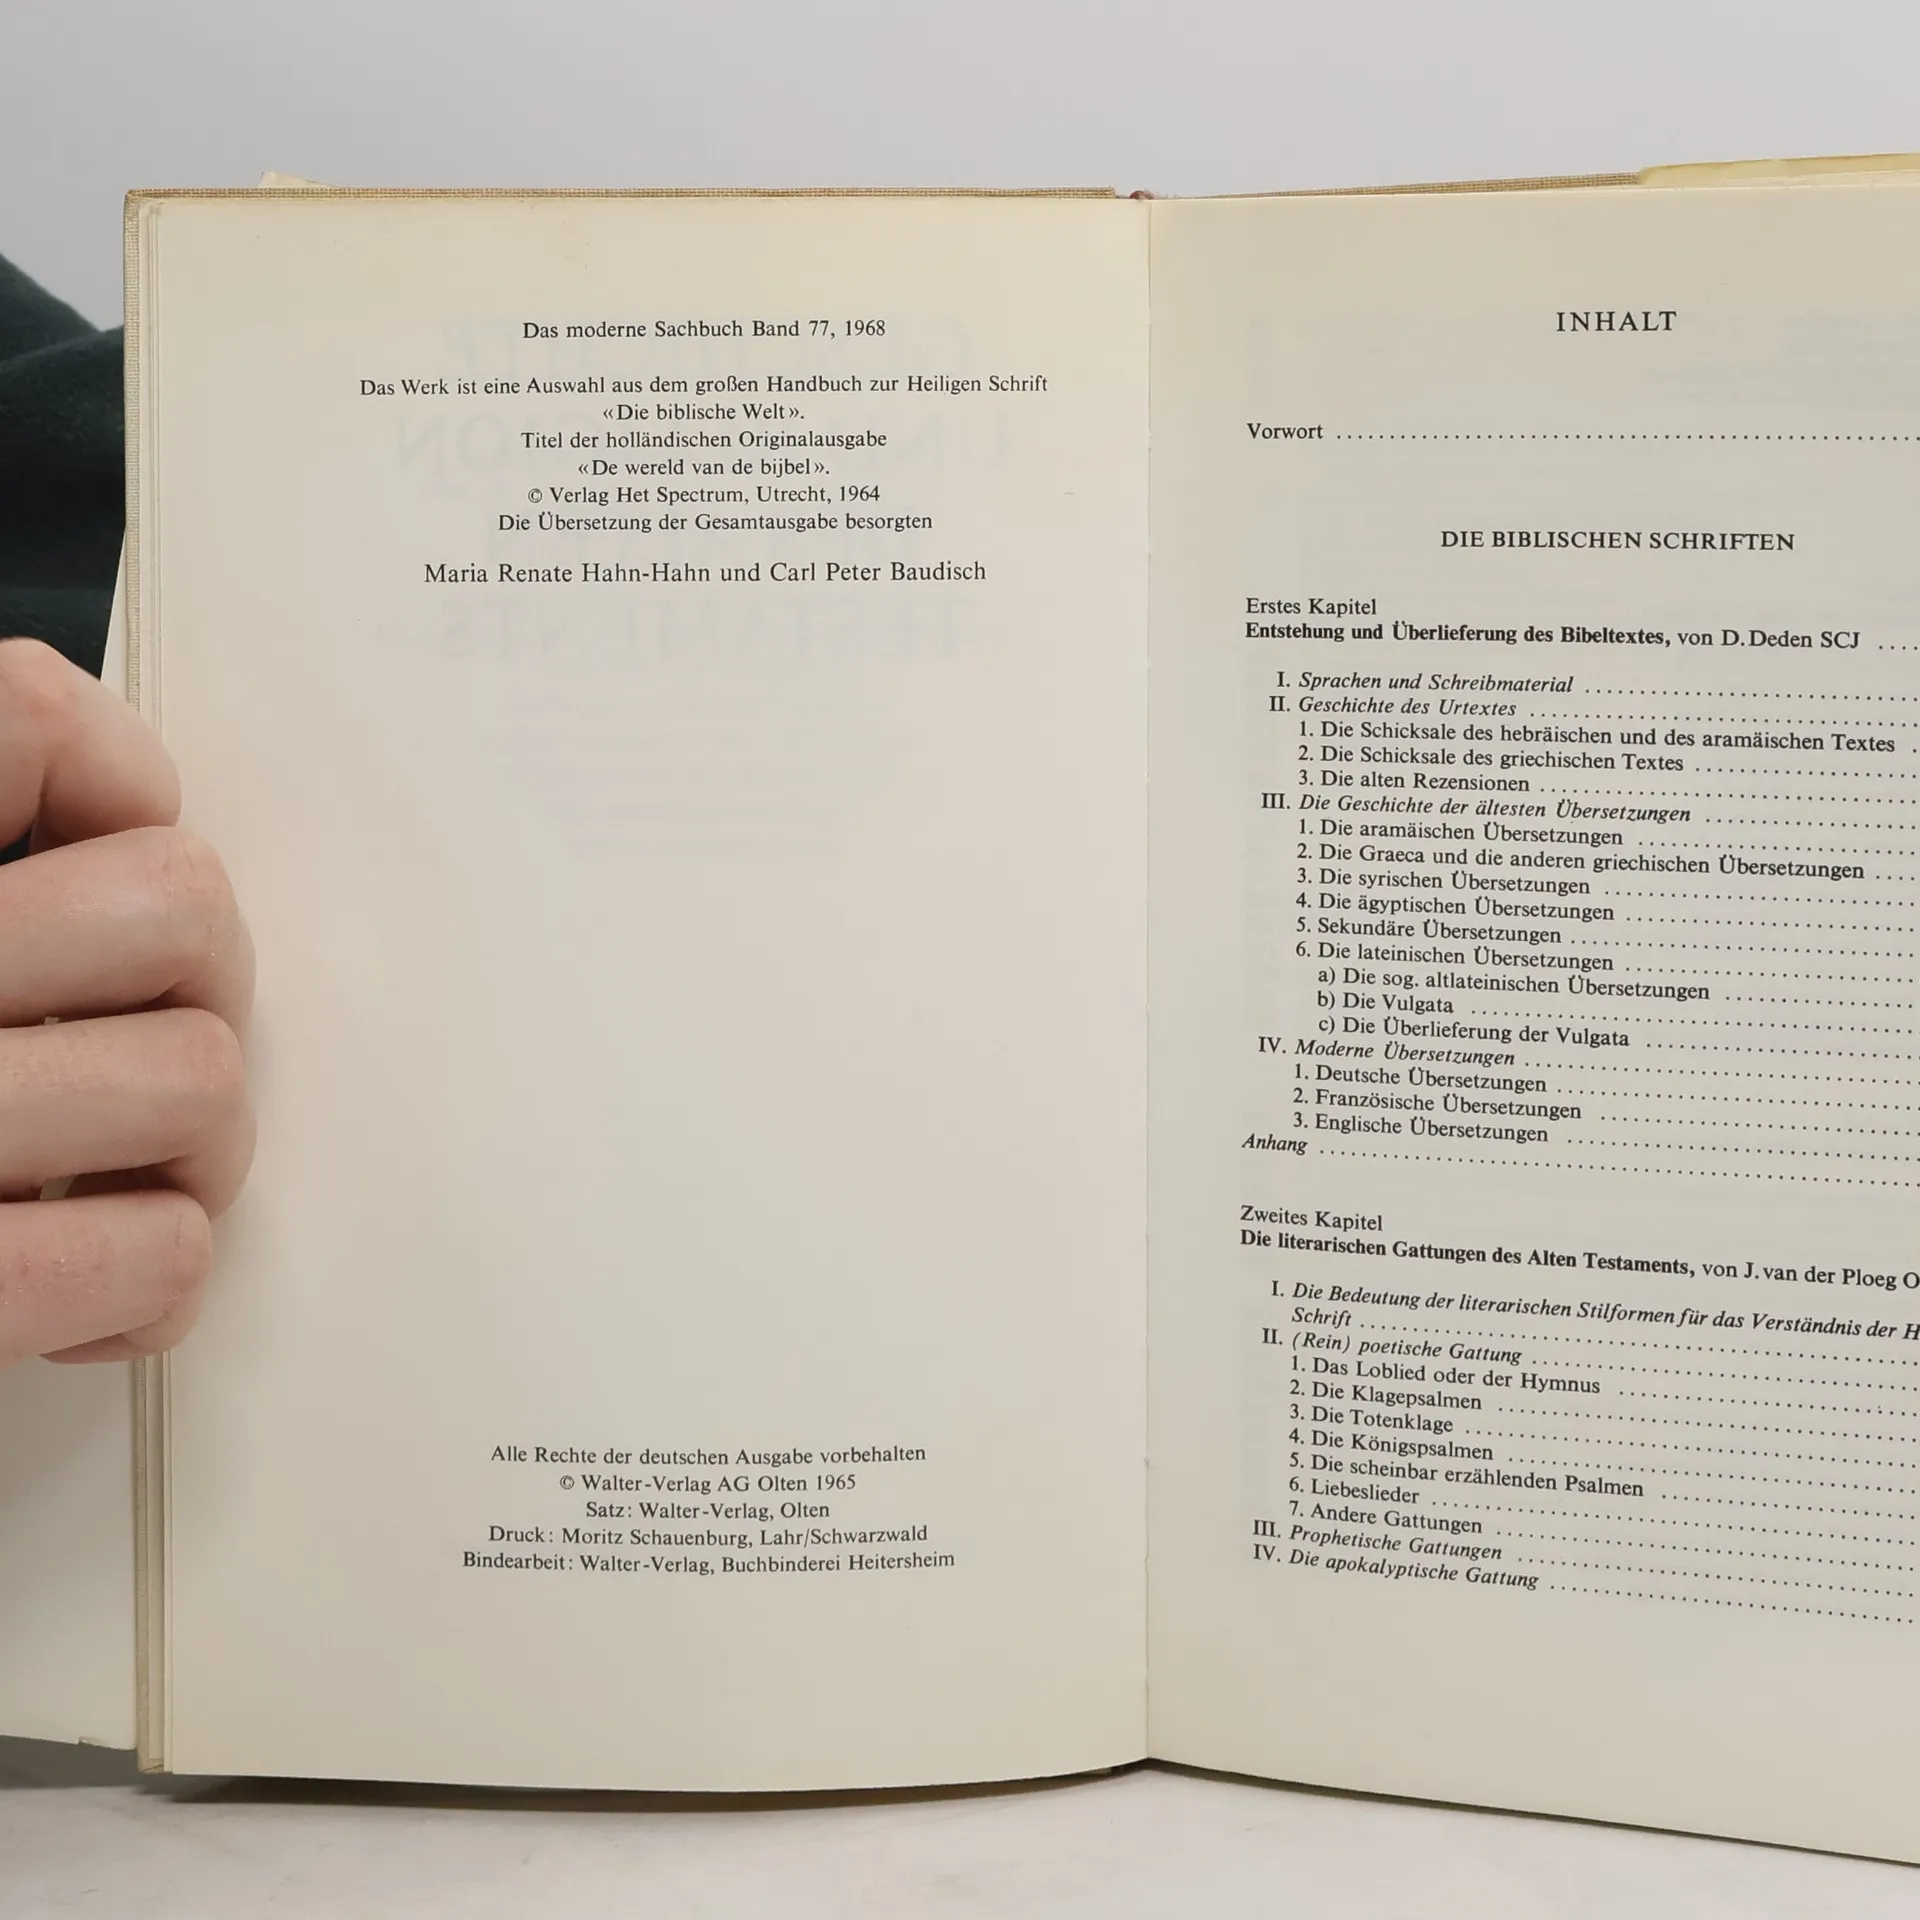 Das moderne Sachbuch Band 77, 1968
Das Werk ist eine Auswahl aus dem großen Handbuch zur Heiligen Schrift
«Die biblische Welt».
Titel der holländischen Originalausgabe
«De wereld van de bijbel».
© Verlag Het Spectrum, Utrecht, 1964
Die Übersetzung der Gesamtausgabe besorgten
Maria Renate Hahn-Hahn und Carl Peter Baudisch
Alle Rechte der deutschen Ausgabe vorbehalten
© Walter-Verlag AG Olten 1965
Satz: Walter-Verlag, Olten
Druck: Moritz Schauenburg, Lahr/Schwarzwald
Bindearbeit: Walter-Verlag, Buchbinderei Heitersheim
INHALT
Vorwort
DIE BIBLISCHEN SCHRIFTEN
Erstes Kapitel
Entstehung und Überlieferung des Bibeltextes, von D. Deden SCJ
I. Sprachen und Schreibmaterial
II. Geschichte des Urtextes
1. Die Schicksale des hebräischen und des aramäischen Textes
2. Die Schicksale des griechischen Textes
3. Die alten Rezensionen
III. Die Geschichte der ältesten Übersetzungen
1. Die aramäischen Übersetzungen
2. Die Graeca und die anderen griechischen Übersetzungen
3. Die syrischen Übersetzungen
4. Die ägyptischen Übersetzungen
5. Sekundäre Übersetzungen
6. Die lateinischen Übersetzungen
a) Die sog. altlateinischen Übersetzungen
b) Die Vulgata
c) Die Überlieferung der Vulgata
IV. Moderne Übersetzungen
1. Deutsche Übersetzungen
2. Französische Übersetzungen
3. Englische Übersetzungen
Anhang
Zweites Kapitel
Die literarischen Gattungen des Alten Testaments, von J. van der Ploeg
I. Die Bedeutung der literarischen Stilformen für das Verständnis der
Schrift
II. (Rein) poetische Gattung
1. Das Loblied oder der Hymnus
2. Die Klagepsalmen
3. Die Totenklage
4. Die Königspsalmen
5. Die scheinbar erzählenden Psalmen
6. Liebeslieder
7. Andere Gattungen
III. Prophetische Gattungen
IV. Die apokalyptische Gattung